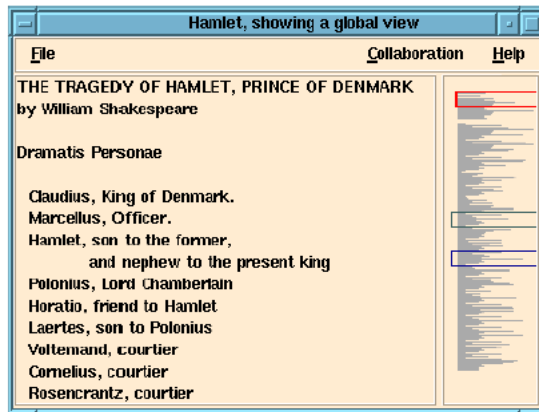 Hamlet, showing a global view
File Collaboration Help
THE TRAGEDY OF HAMLET, PRINCE OF DENMARK
by William Shakespeare
Dramatis Personae
Claudius, King of Denmark.
Marcellus, Officer.
Hamlet, son to the former,
and nephew to the present king
Polonius, Lord Chamberlain
Horatio, friend to Hamlet
Laertes, son to Polonius
Voltemand, courtier
Cornelius, courtier
Rosencrantz, courtier